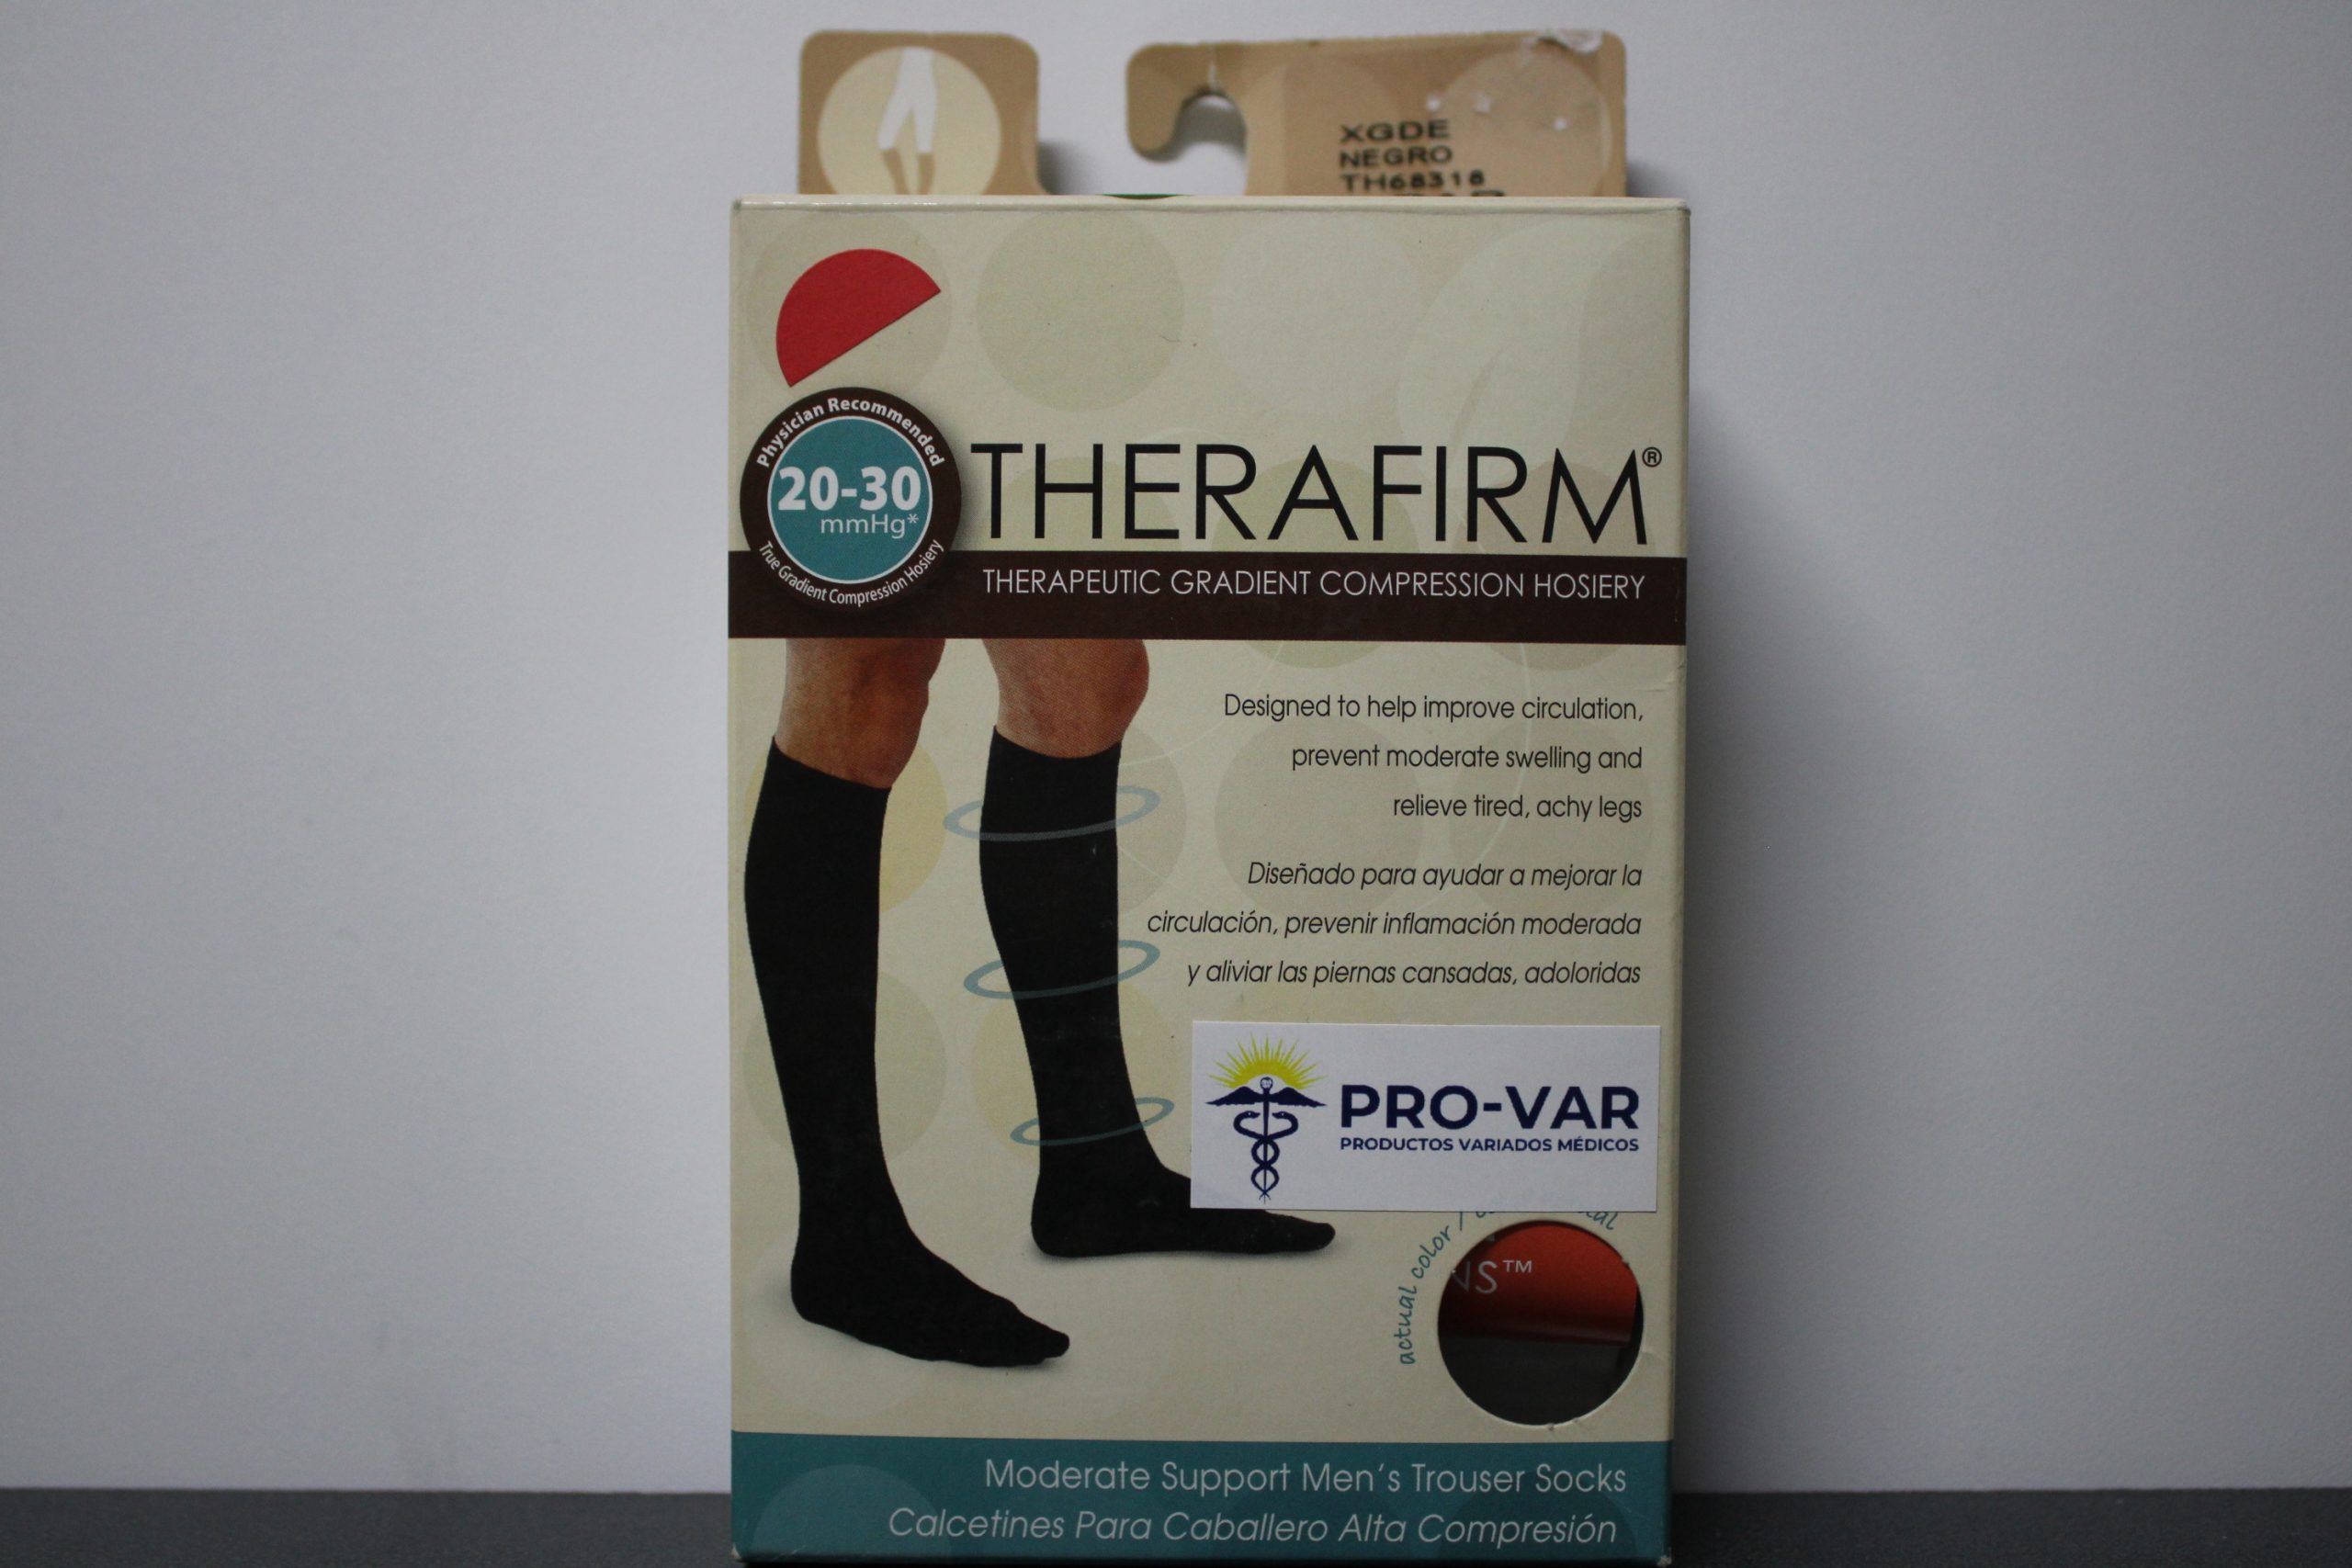 XGDE
NEGRO
TH68318
Physician Recommended
20-30
mmHg*
True Gradient Compression Hosiery
THERAFIRM®
THERAPEUTIC GRADIENT COMPRESSION HOSIERY
Designed to help improve circulation,
prevent moderate swelling and
relieve tired, achy legs
Diseñado para ayudar a mejorar la
circulación, prevenir inflamación moderada
y aliviar las piernas cansadas, adoloridas
PRO-VAR
PRODUCTOS VARIADOS MÉDICOS
actual color /
NS™
Moderate Support Men's Trouser Socks
Calcetines Para Caballero Alta Compresión